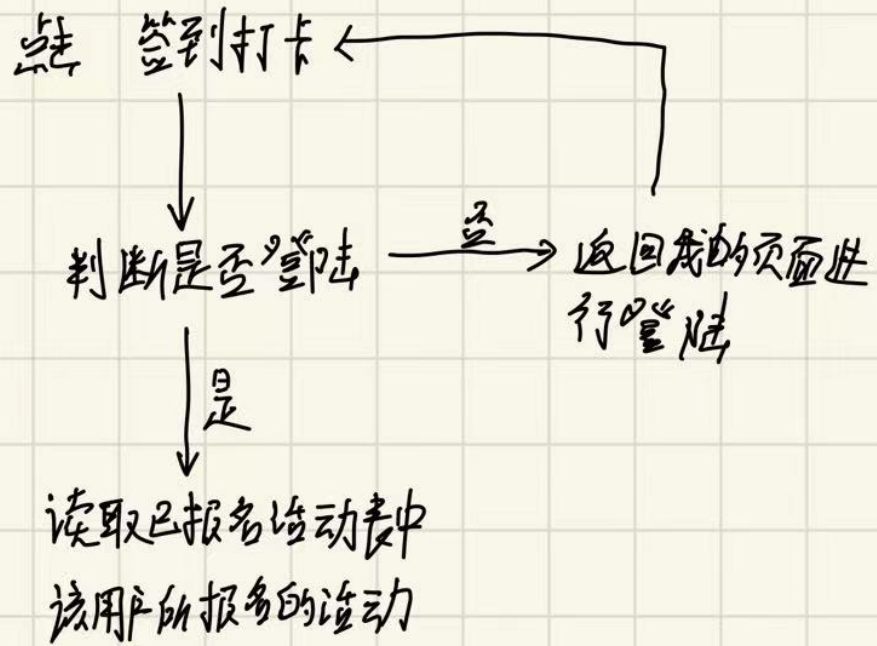 点击 签到打卡
判断是否登陆
否
返回我的页面进
行登陆
是
读取已报名活动表中
该用户所报名的活动